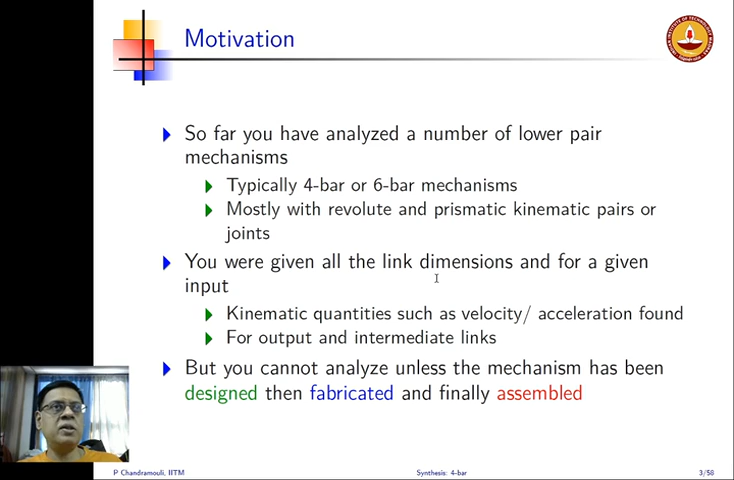 Motivation
So far you have analyzed a number of lower pair
mechanisms
Typically 4-bar or 6-bar mechanisms
Mostly with revolute and prismatic kinematic pairs or
joints
You were given all the link dimensions and for a given
input
Kinematic quantities such as velocity/ acceleration found
For output and intermediate links
But you cannot analyze unless the mechanism has been
designed then fabricated and finally assembled
P Chandramouli, IITM
Synthesis: 4-bar
3/58